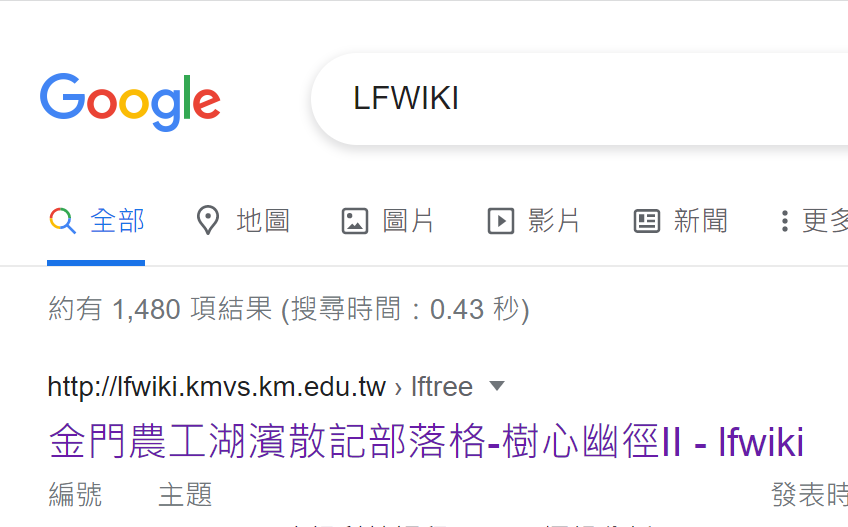 Google
LFWIKI
全部 地圖 圖片 影片 新聞 更多
約有 1,480 項結果 (搜尋時間：0.43 秒)
http://lfwiki.kmvs.km.edu.tw › lftree
金門農工湖濱散記部落格-樹心幽徑II - lfwiki
編號 主題 發表時